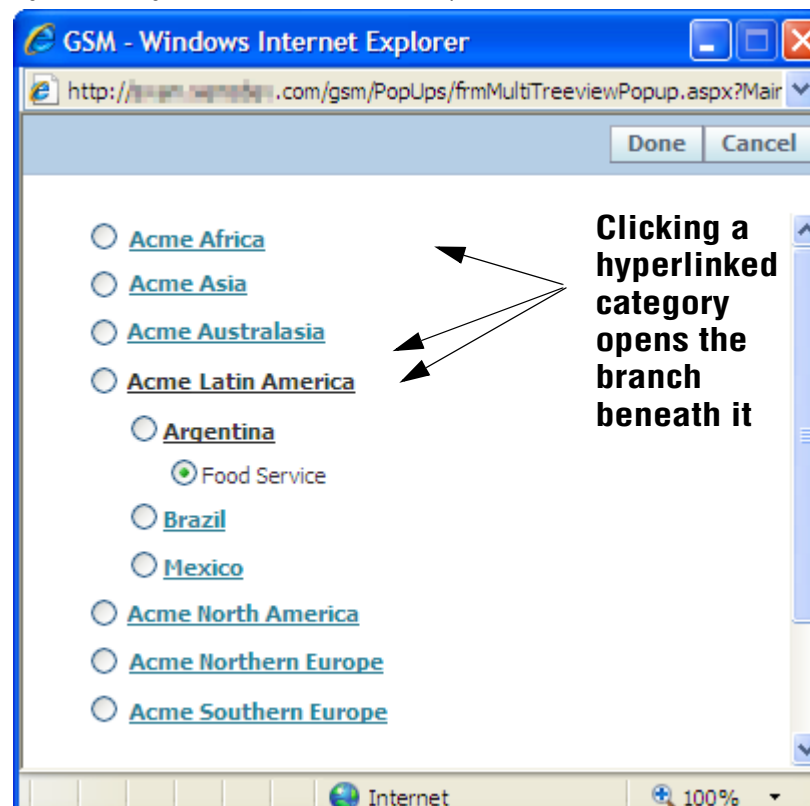 GSM - Windows Internet Explorer
http:// .com/gsm/PopUps/frmMultiTreeviewPopup.aspx?Main
Done Cancel
Acme Africa
Acme Asia
Acme Australasia
Acme Latin America
Argentina
Food Service
Brazil
Mexico
Acme North America
Acme Northern Europe
Acme Southern Europe
Clicking a
hyperlinked
category
opens the
branch
beneath it
Internet 100%